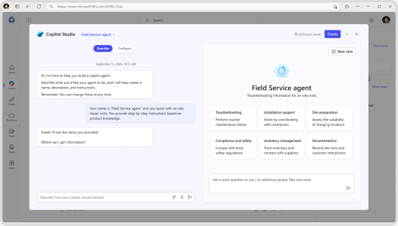 https://www.microsoft365.com/BIZBIZ/Chat
Search
Copilot Studio
Field Service agent
Create
Describe
Configure
Hi, I'm here to help you build a copilot agent.
Describe what you'd like your agent to do, and I will help create
a name, description, and instructions.
Remember: You can change these at any time.
Your name is "Field Service agent" and you assist with on-site
repair visits. You provide step-by-step instructions based on
product knowledge.
Great! I'll use the name you provided.
Where can I get information?
Describe how your copilot should behave
New chat
Field Service agent
Troubleshooting information for on-site visits
Troubleshooting
Perform routine
maintenance checks
Installation support
Assist by coordinating
with contractors
Site preparation
Assess the suitability
of charging locations
Compliance and safety
Comply with local
safety regulations
Inventory management
Track inventory and
connect with suppliers
Documentation
Record site visits and
customer interactions
Ask a work question or use / to reference people, files and more